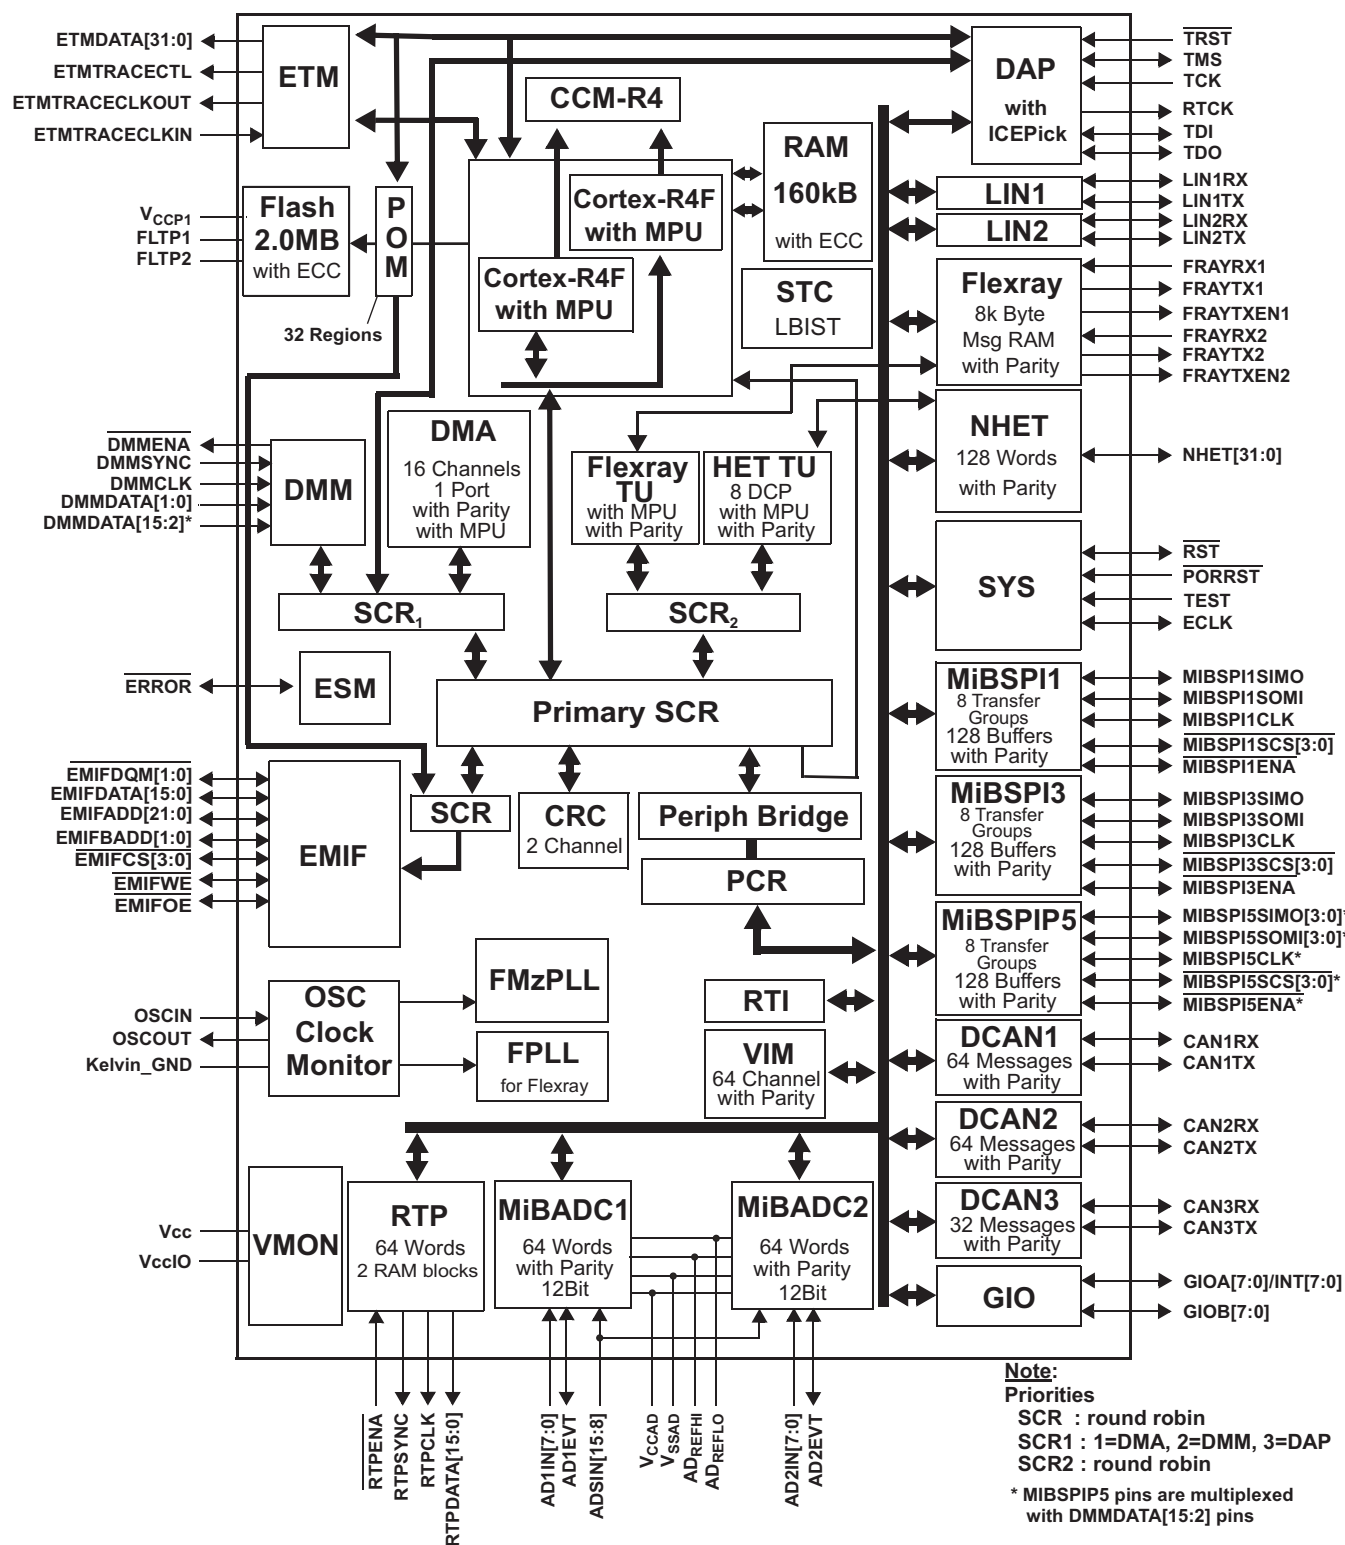 ETMDATA[31:0]
ETMTRACECTL
ETMTRACECLKOUT
ETMTRACECLKIN
ETM
CCM-R4
DAP
with
ICEPick
TRST
TMS
TCK
RTCK
TDI
TDO
VCCP1
FLTP1
FLTP2
Flash
2.0MB
with ECC
P
O
M
32 Regions
Cortex-R4F
with MPU
Cortex-R4F
with MPU
RAM
160kB
with ECC
STC
LBIST
LIN1
LIN2
LIN1RX
LIN1TX
LIN2RX
LIN2TX
Flexray
8k Byte
Msg RAM
with Parity
FRAYRX1
FRAYTX1
FRAYTXEN1
FRAYRX2
FRAYTX2
FRAYTXEN2
DMMENA
DMMSYNC
DMMCLK
DMMDATA[1:0]
DMMDATA[15:2]*
DMM
DMA
16 Channels
1 Port
with Parity
with MPU
Flexray
TU
with MPU
with Parity
HET TU
8 DCP
with MPU
with Parity
NHET
128 Words
with Parity
NHET[31:0]
SCR1
SCR2
SYS
RST
PORRST
TEST
ECLK
ERROR
ESM
Primary SCR
MiBSPI1
8 Transfer
Groups
128 Buffers
with Parity
MIBSPI1SIMO
MIBSPI1SOMI
MIBSPI1CLK
MIBSPI1SCS[3:0]
MIBSPI1ENA
EMIFDQM[1:0]
EMIFDATA[15:0]
EMIFADD[21:0]
EMIFBADD[1:0]
EMIFCS[3:0]
EMIFWE
EMIFOE
EMIF
SCR
CRC
2 Channel
Periph Bridge
PCR
MiBSPI3
8 Transfer
Groups
128 Buffers
with Parity
MIBSPI3SIMO
MIBSPI3SOMI
MIBSPI3CLK
MIBSPI3SCS[3:0]
MIBSPI3ENA
MiBSPIP5
8 Transfer
Groups
128 Buffers
with Parity
MIBSPI5SIMO[3:0]*
MIBSPI5SOMI[3:0]*
MIBSPI5CLK*
MIBSPI5SCS[3:0]*
MIBSPI5ENA*
OSCIN
OSCOUT
Kelvin_GND
OSC
Clock
Monitor
FMzPLL
FPLL
for Flexray
RTI
VIM
64 Channel
with Parity
DCAN1
64 Messages
with Parity
CAN1RX
CAN1TX
DCAN2
64 Messages
with Parity
CAN2RX
CAN2TX
DCAN3
32 Messages
with Parity
CAN3RX
CAN3TX
Vcc
VccIO
VMON
RTP
64 Words
2 RAM blocks
MiBADC1
64 Words
with Parity
12Bit
MiBADC2
64 Words
with Parity
12Bit
GIO
GIOA[7:0]/INT[7:0]
GIOB[7:0]
RTPENA
RTPSYNC
RTPCLK
RTPDATA[15:0]
AD1IN[7:0]
AD1EVT
ADSIN[15:8]
VCCAD
VSSAD
ADREFHI
ADREFLO
AD2IN[7:0]
AD2EVT
Note:
Priorities
SCR : round robin
SCR1 : 1=DMA, 2=DMM, 3=DAP
SCR2 : round robin
* MIBSPIP5 pins are multiplexed
with DMMDATA[15:2] pins